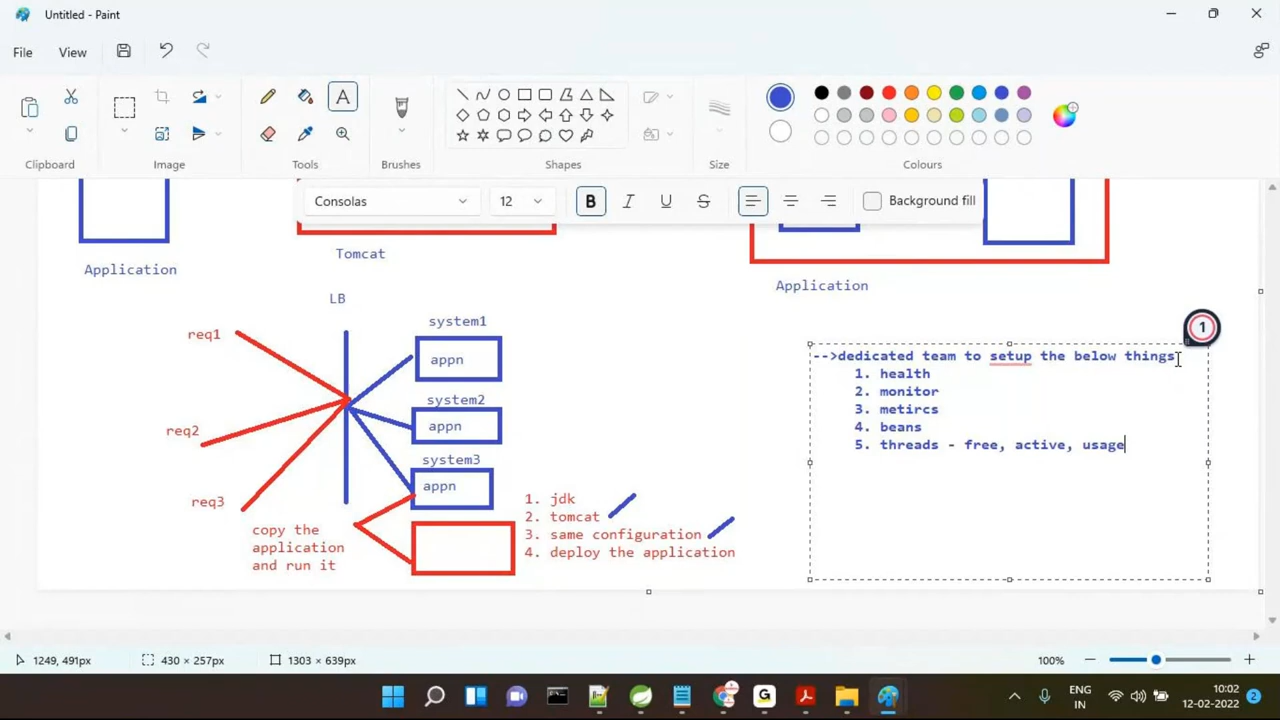 Untitled - Paint
File
View
Clipboard
Image
Tools
Brushes
Shapes
Size
Colours
Consolas
12
B
I
U
S
Background fill
Application
Tomcat
Application
LB
req1
req2
req3
system1
appn
system2
appn
system3
appn
copy the
application
and run it
1. jdk
2. tomcat
3. same configuration
4. deploy the application
1
-->dedicated team to setup the below things
1. health
2. monitor
3. metircs
4. beans
5. threads - free, active, usage
1249, 491px
430 × 257px
1303 × 639px
100%
ENG
IN
10:02
12-02-2022
2